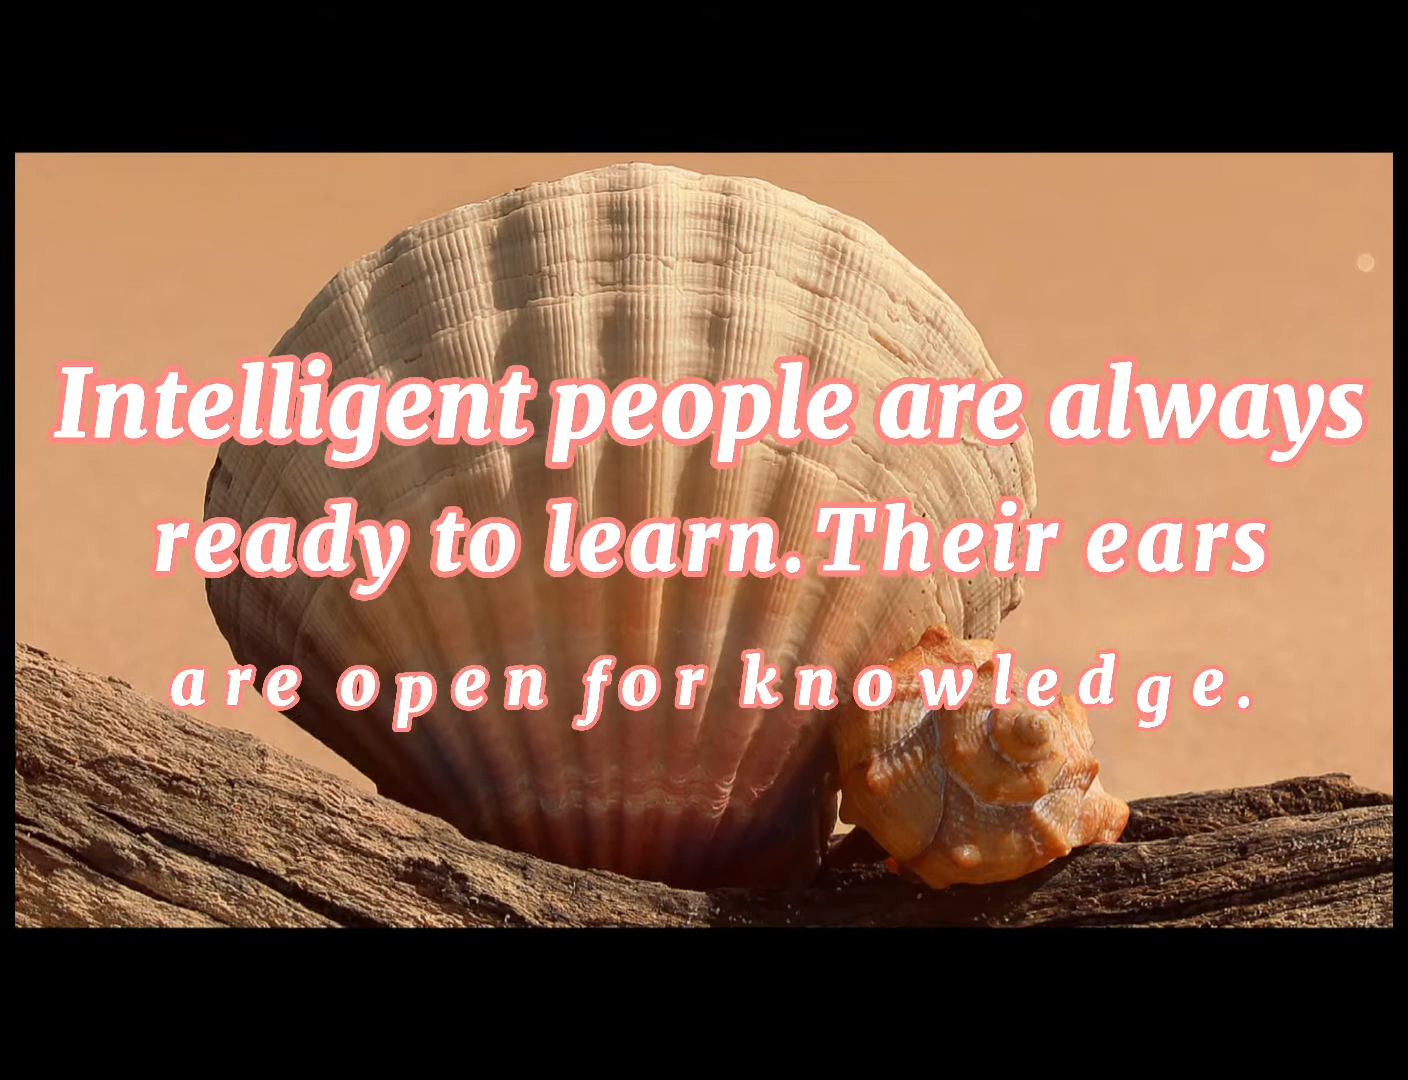 Intelligent people are always
ready to learn.Their ears
are open for knowledge.